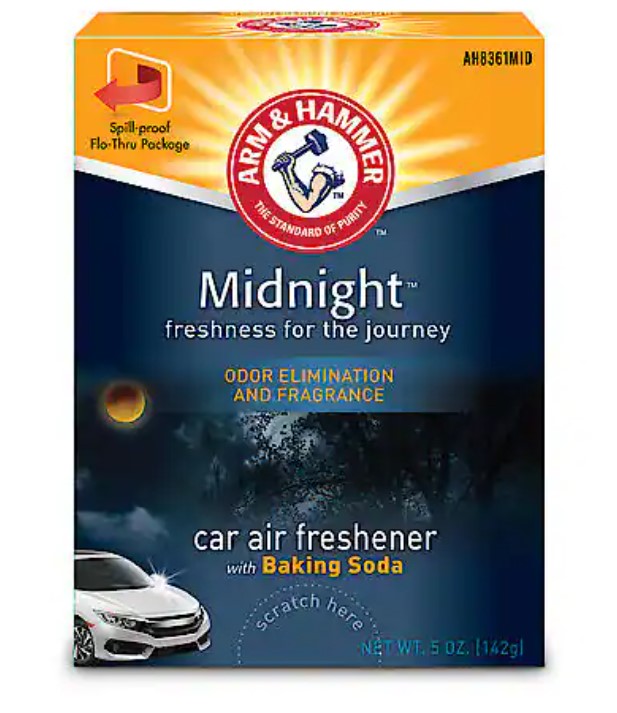 AH8361MID
Spill-proof
Flo-Thru Package
ARM & HAMMER
THE STANDARD OF PURITY
TM
TM
Midnight™
freshness for the journey
ODOR ELIMINATION
AND FRAGRANCE
car air freshener
with Baking Soda
scratch here
NET WT. 5 OZ. (142g)